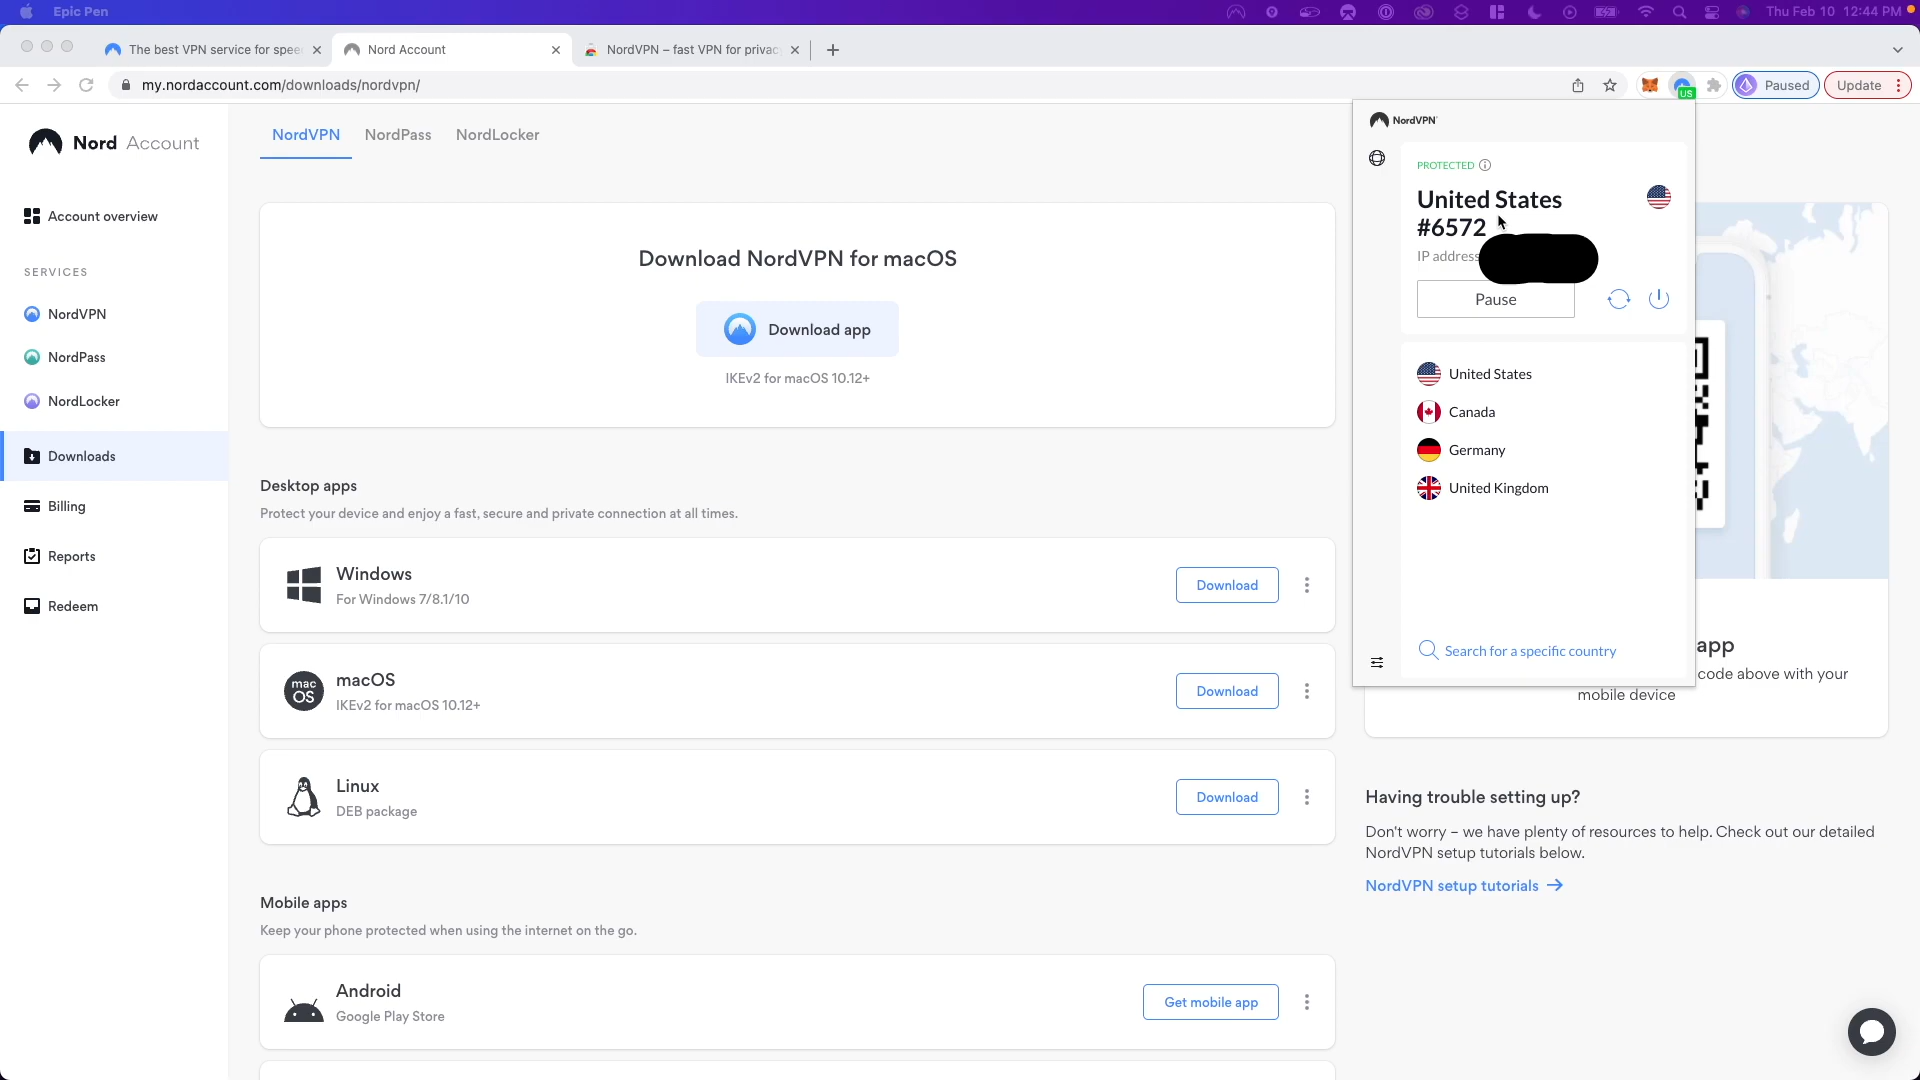 Epic Pen
Thu Feb 10 12:44 PM
The best VPN service for spee
Nord Account
NordVPN – fast VPN for privac
my.nordaccount.com/downloads/nordvpn/
US
Paused
Update
Nord Account
Account overview
SERVICES
NordVPN
NordPass
NordLocker
Downloads
Billing
Reports
Redeem
NordVPN
NordPass
NordLocker
Download NordVPN for macOS
Download app
IKEv2 for macOS 10.12+
Desktop apps
Protect your device and enjoy a fast, secure and private connection at all times.
Windows
For Windows 7/8.1/10
Download
mac
OS
macOS
IKEv2 for macOS 10.12+
Download
Linux
DEB package
Download
Mobile apps
Keep your phone protected when using the internet on the go.
Android
Google Play Store
Get mobile app
NordVPN
PROTECTED
United States
#6572
IP address
Pause
United States
Canada
Germany
United Kingdom
Search for a specific country
app
code above with your
mobile device
Having trouble setting up?
Don't worry – we have plenty of resources to help. Check out our detailed
NordVPN setup tutorials below.
NordVPN setup tutorials →